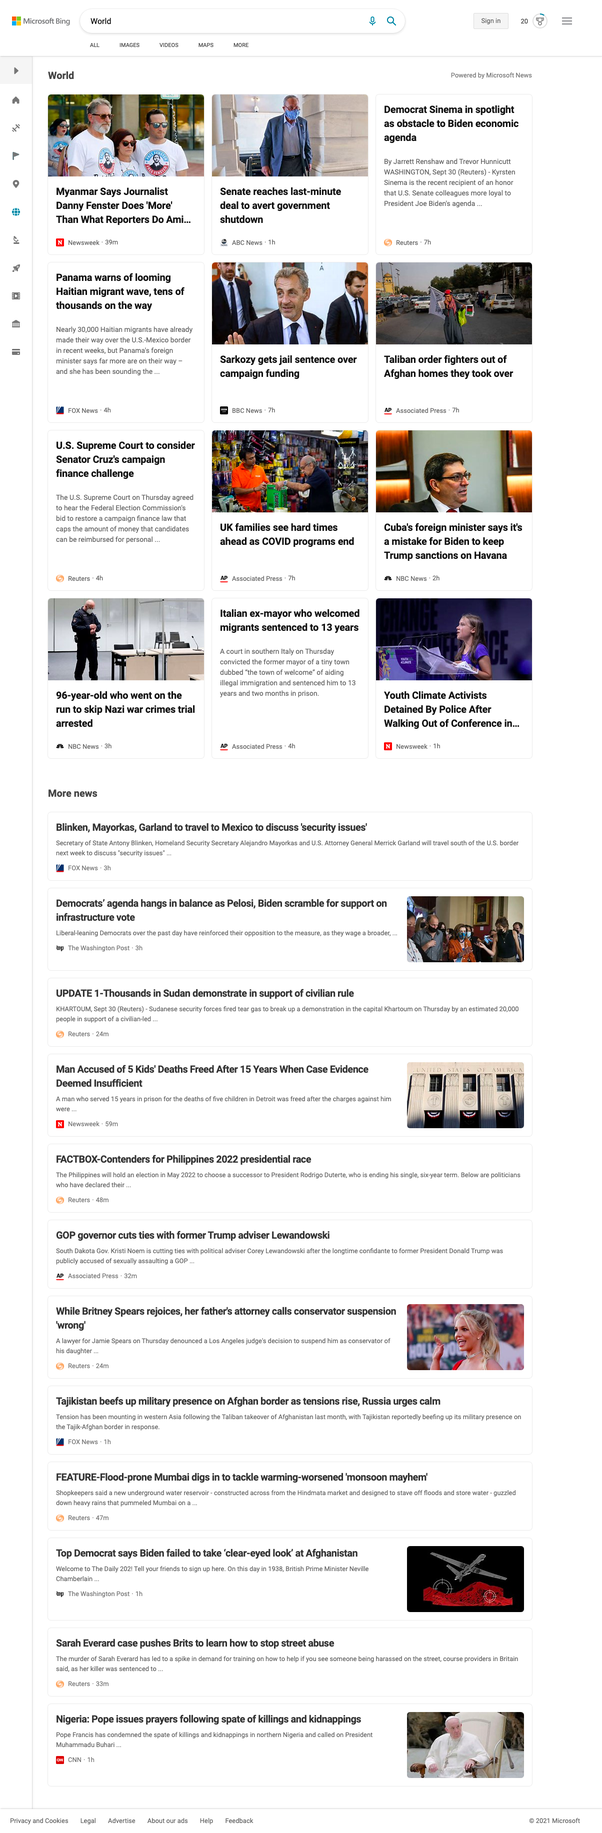 Microsoft Bing
World
Sign in
20
ALL IMAGES VIDEOS MAPS MORE
World
Powered by Microsoft News
Myanmar Says Journalist
Danny Fenster Does 'More'
Than What Reporters Do Ami...
Newsweek · 39m
Senate reaches last-minute
deal to avert government
shutdown
ABC News · 1h
Democrat Sinema in spotlight
as obstacle to Biden economic
agenda
By Jarrett Renshaw and Trevor Hunnicutt
WASHINGTON, Sept 30 (Reuters) - Kyrsten
Sinema is the recent recipient of an honor
that U.S. Senate colleagues more loyal to
President Joe Biden's agenda ...
Reuters · 7h
Panama warns of looming
Haitian migrant wave, tens of
thousands on the way
Nearly 30,000 Haitian migrants have already
made their way over the U.S.-Mexico border
in recent weeks, but Panama's foreign
minister says far more are on their way –
and she has been sounding the ...
FOX News · 4h
Sarkozy gets jail sentence over
campaign funding
BBC News · 7h
Taliban order fighters out of
Afghan homes they took over
AP Associated Press · 7h
U.S. Supreme Court to consider
Senator Cruz's campaign
finance challenge
The U.S. Supreme Court on Thursday agreed
to hear the Federal Election Commission's
bid to restore a campaign finance law that
caps the amount of money that candidates
can be reimbursed for personal ...
Reuters · 4h
UK families see hard times
ahead as COVID programs end
AP Associated Press · 7h
Cuba's foreign minister says it's
a mistake for Biden to keep
Trump sanctions on Havana
NBC News · 2h
96-year-old who went on the
run to skip Nazi war crimes trial
arrested
NBC News · 3h
Italian ex-mayor who welcomed
migrants sentenced to 13 years
A court in southern Italy on Thursday
convicted the former mayor of a tiny town
dubbed "the town of welcome" of aiding
illegal immigration and sentenced him to 13
years and two months in prison.
AP Associated Press · 4h
Youth Climate Activists
Detained By Police After
Walking Out of Conference in...
Newsweek · 1h
More news
Blinken, Mayorkas, Garland to travel to Mexico to discuss 'security issues'
Secretary of State Antony Blinken, Homeland Security Secretary Alejandro Mayorkas and U.S. Attorney General Merrick Garland will travel south of the U.S. border
next week to discuss "security issues" ...
FOX News · 3h
Democrats' agenda hangs in balance as Pelosi, Biden scramble for support on
infrastructure vote
Liberal-leaning Democrats over the past day have reinforced their opposition to the measure, as they wage a broader, ...
wp The Washington Post · 3h
UPDATE 1-Thousands in Sudan demonstrate in support of civilian rule
KHARTOUM, Sept 30 (Reuters) - Sudanese security forces fired tear gas to break up a demonstration in the capital Khartoum on Thursday by an estimated 20,000
people in support of a civilian-led ...
Reuters · 24m
Man Accused of 5 Kids' Deaths Freed After 15 Years When Case Evidence
Deemed Insufficient
A man who served 15 years in prison for the deaths of five children in Detroit was freed after the charges against him
were ...
Newsweek · 59m
UNITED STATES OF AMERICA
FACTBOX-Contenders for Philippines 2022 presidential race
The Philippines will hold an election in May 2022 to choose a successor to President Rodrigo Duterte, who is ending his single, six-year term. Below are politicians
who have declared their ...
Reuters · 48m
GOP governor cuts ties with former Trump adviser Lewandowski
South Dakota Gov. Kristi Noem is cutting ties with political adviser Corey Lewandowski after the longtime confidante to former President Donald Trump was
publicly accused of sexually assaulting a GOP ...
AP Associated Press · 32m
While Britney Spears rejoices, her father's attorney calls conservator suspension
'wrong'
A lawyer for Jamie Spears on Thursday denounced a Los Angeles judge's decision to suspend him as conservator of
his daughter ...
Reuters · 24m
Tajikistan beefs up military presence on Afghan border as tensions rise, Russia urges calm
Tension has been mounting in western Asia following the Taliban takeover of Afghanistan last month, with Tajikistan reportedly beefing up its military presence on
the Tajik-Afghan border in response.
FOX News · 1h
FEATURE-Flood-prone Mumbai digs in to tackle warming-worsened 'monsoon mayhem'
Shopkeepers said a new underground water reservoir - constructed across from the Hindmata market and designed to stave off floods and store water - guzzled
down heavy rains that pummeled Mumbai on a ...
Reuters · 47m
Top Democrat says Biden failed to take 'clear-eyed look' at Afghanistan
Welcome to The Daily 202! Tell your friends to sign up here. On this day in 1938, British Prime Minister Neville
Chamberlain ...
wp The Washington Post · 1h
Sarah Everard case pushes Brits to learn how to stop street abuse
The murder of Sarah Everard has led to a spike in demand for training on how to help if you see someone being harassed on the street, course providers in Britain
said, as her killer was sentenced to ...
Reuters · 33m
Nigeria: Pope issues prayers following spate of killings and kidnappings
Pope Francis has condemned the spate of killings and kidnappings in northern Nigeria and called on President
Muhammadu Buhari ...
CNN CNN · 1h
Privacy and Cookies Legal Advertise About our ads Help Feedback
© 2021 Microsoft